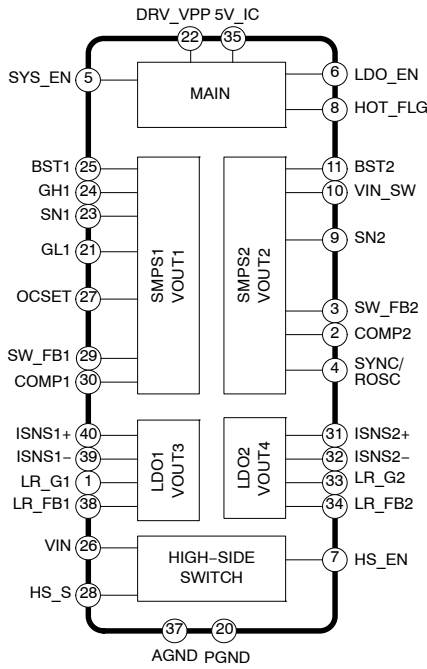 DRV_VPP 5V_IC
22 35
SYS_EN 5
MAIN
6 LDO_EN
8 HOT_FLG
BST1 25
GH1 24
SN1 23
GL1 21
OCSET 27
SW_FB1 29
COMP1 30
SMPS1
VOUT1
SMPS2
VOUT2
11 BST2
10 VIN_SW
9 SN2
3 SW_FB2
2 COMP2
4 SYNC/
ROSC
ISNS1+ 40
ISNS1− 39
LR_G1 1
LR_FB1 38
LDO1
VOUT3
LDO2
VOUT4
31 ISNS2+
32 ISNS2−
33 LR_G2
34 LR_FB2
VIN 26
HS_S 28
HIGH−SIDE
SWITCH
7 HS_EN
37 20
AGND PGND